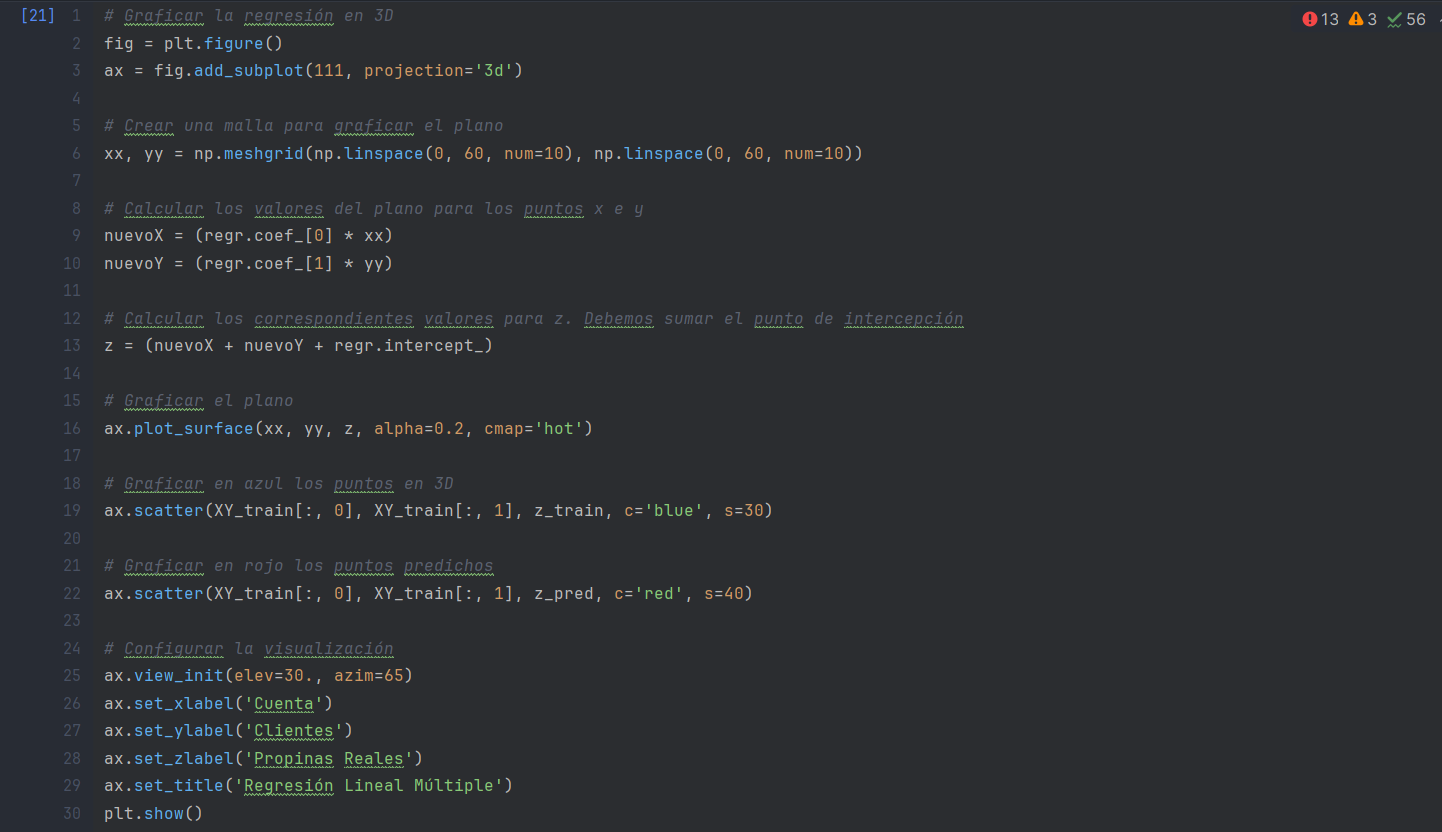 [21] 1 # Graficar la regresión en 3D 13 3 56
2 fig = plt.figure()
3 ax = fig.add_subplot(111, projection='3d')
4
5 # Crear una malla para graficar el plano
6 xx, yy = np.meshgrid(np.linspace(0, 60, num=10), np.linspace(0, 60, num=10))
7
8 # Calcular los valores del plano para los puntos x e y
9 nuevoX = (regr.coef_[0] * xx)
10 nuevoY = (regr.coef_[1] * yy)
11
12 # Calcular los correspondientes valores para z. Debemos sumar el punto de intercepción
13 z = (nuevoX + nuevoY + regr.intercept_)
14
15 # Graficar el plano
16 ax.plot_surface(xx, yy, z, alpha=0.2, cmap='hot')
17
18 # Graficar en azul los puntos en 3D
19 ax.scatter(XY_train[:, 0], XY_train[:, 1], z_train, c='blue', s=30)
20
21 # Graficar en rojo los puntos predichos
22 ax.scatter(XY_train[:, 0], XY_train[:, 1], z_pred, c='red', s=40)
23
24 # Configurar la visualización
25 ax.view_init(elev=30., azim=65)
26 ax.set_xlabel('Cuenta')
27 ax.set_ylabel('Clientes')
28 ax.set_zlabel('Propinas Reales')
29 ax.set_title('Regresión Lineal Múltiple')
30 plt.show()